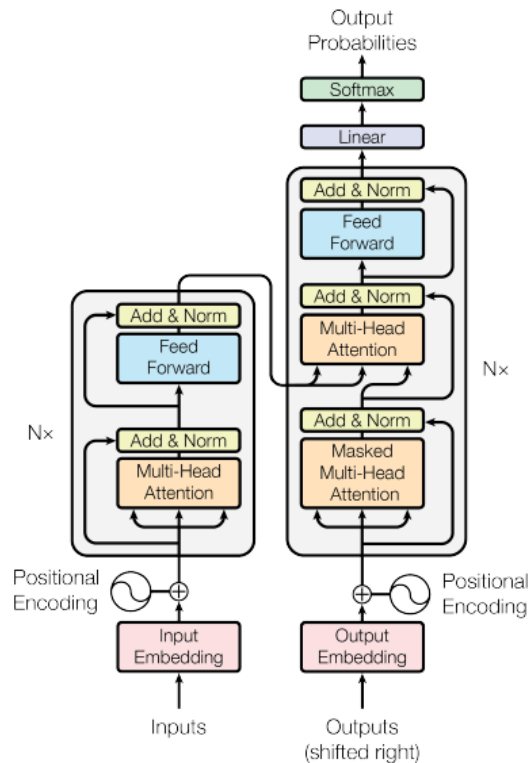 Output
Probabilities
Softmax
Linear
Add & Norm
Feed
Forward
Add & Norm
Multi-Head
Attention
Nx
Add & Norm
Masked
Multi-Head
Attention
Add & Norm
Feed
Forward
Nx
Add & Norm
Multi-Head
Attention
Positional
Encoding
Positional
Encoding
Input
Embedding
Output
Embedding
Inputs
Outputs
(shifted right)